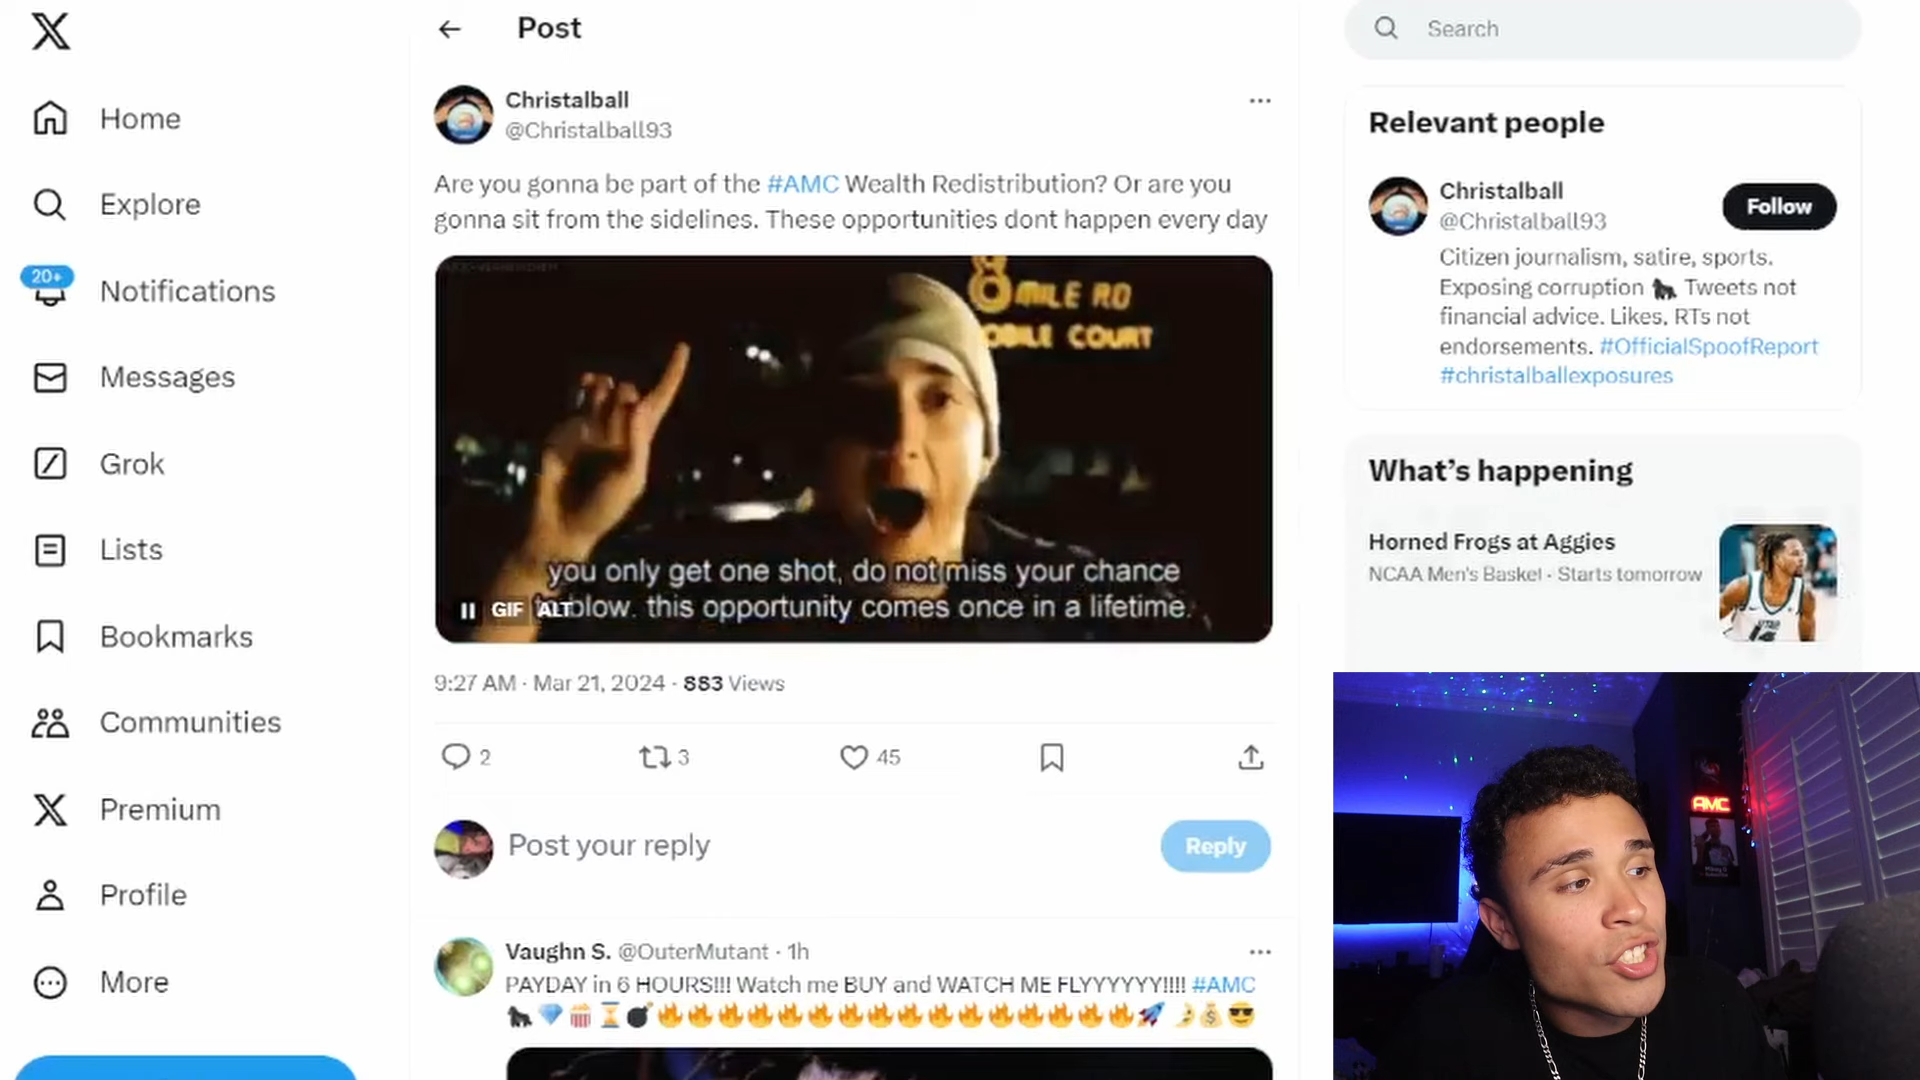 Home
Explore
20+
Notifications
Messages
Grok
Lists
Bookmarks
Communities
Premium
Profile
More
Post
Christalball
@Christalball93
Are you gonna be part of the #AMC Wealth Redistribution? Or are you
gonna sit from the sidelines. These opportunities dont happen every day
8 MILE RD
MOBILE COURT
you only get one shot, do not miss your chance
blow. this opportunity comes once in a lifetime.
GIF ALT
9:27 AM · Mar 21, 2024 · 883 Views
2
3
45
Post your reply
Reply
Vaughn S. @OuterMutant · 1h
PAYDAY in 6 HOURS!!! Watch me BUY and WATCH ME FLYYYYYY!!!! #AMC
🦍💎🍿⏳💣🔥🔥🔥🔥🔥🔥🔥🔥🔥🔥🔥🔥🔥🔥🔥🔥🚀🌛💰😎
Search
Relevant people
Christalball
@Christalball93
Follow
Citizen journalism, satire, sports.
Exposing corruption 🦍 Tweets not
financial advice. Likes, RTs not
endorsements. #OfficialSpoofReport
#christalballexposures
What's happening
Horned Frogs at Aggies
NCAA Men's Basket · Starts tomorrow
UTAH
14
AMC